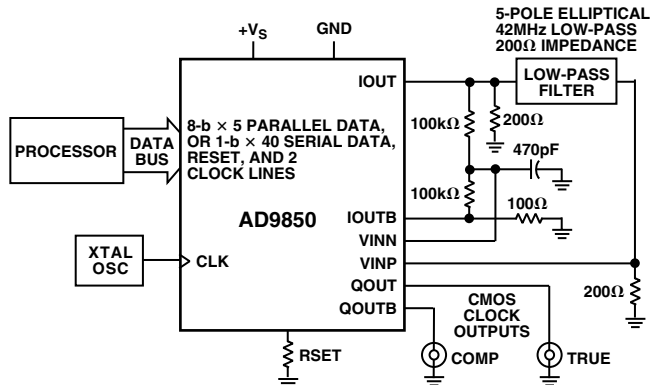 5-POLE ELLIPTICAL
42MHz LOW-PASS
200Ω IMPEDANCE
+VS
GND
IOUT
LOW-PASS
FILTER
8-b × 5 PARALLEL DATA,
OR 1-b × 40 SERIAL DATA,
RESET, AND 2
CLOCK LINES
100kΩ
200Ω
PROCESSOR
DATA
BUS
470pF
100kΩ
AD9850
IOUTB
100Ω
VINN
XTAL
OSC
CLK
VINP
QOUT
CMOS
CLOCK
OUTPUTS
200Ω
QOUTB
RSET
COMP
TRUE